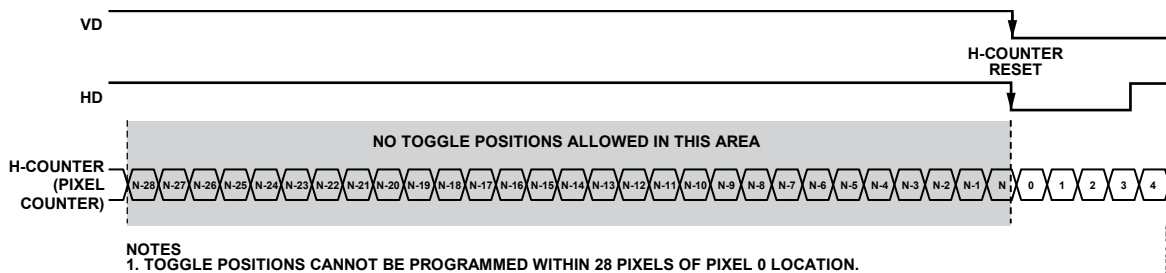 VD
H-COUNTER
RESET
HD
NO TOGGLE POSITIONS ALLOWED IN THIS AREA
H-COUNTER
(PIXEL
COUNTER)
N-28 N-27 N-26 N-25 N-24 N-23 N-22 N-21 N-20 N-19 N-18 N-17 N-16 N-15 N-14 N-13 N-12 N-11 N-10 N-9 N-8 N-7 N-6 N-5 N-4 N-3 N-2 N-1 N 0 1 2 3 4
NOTES
1. TOGGLE POSITIONS CANNOT BE PROGRAMMED WITHIN 28 PIXELS OF PIXEL 0 LOCATION.